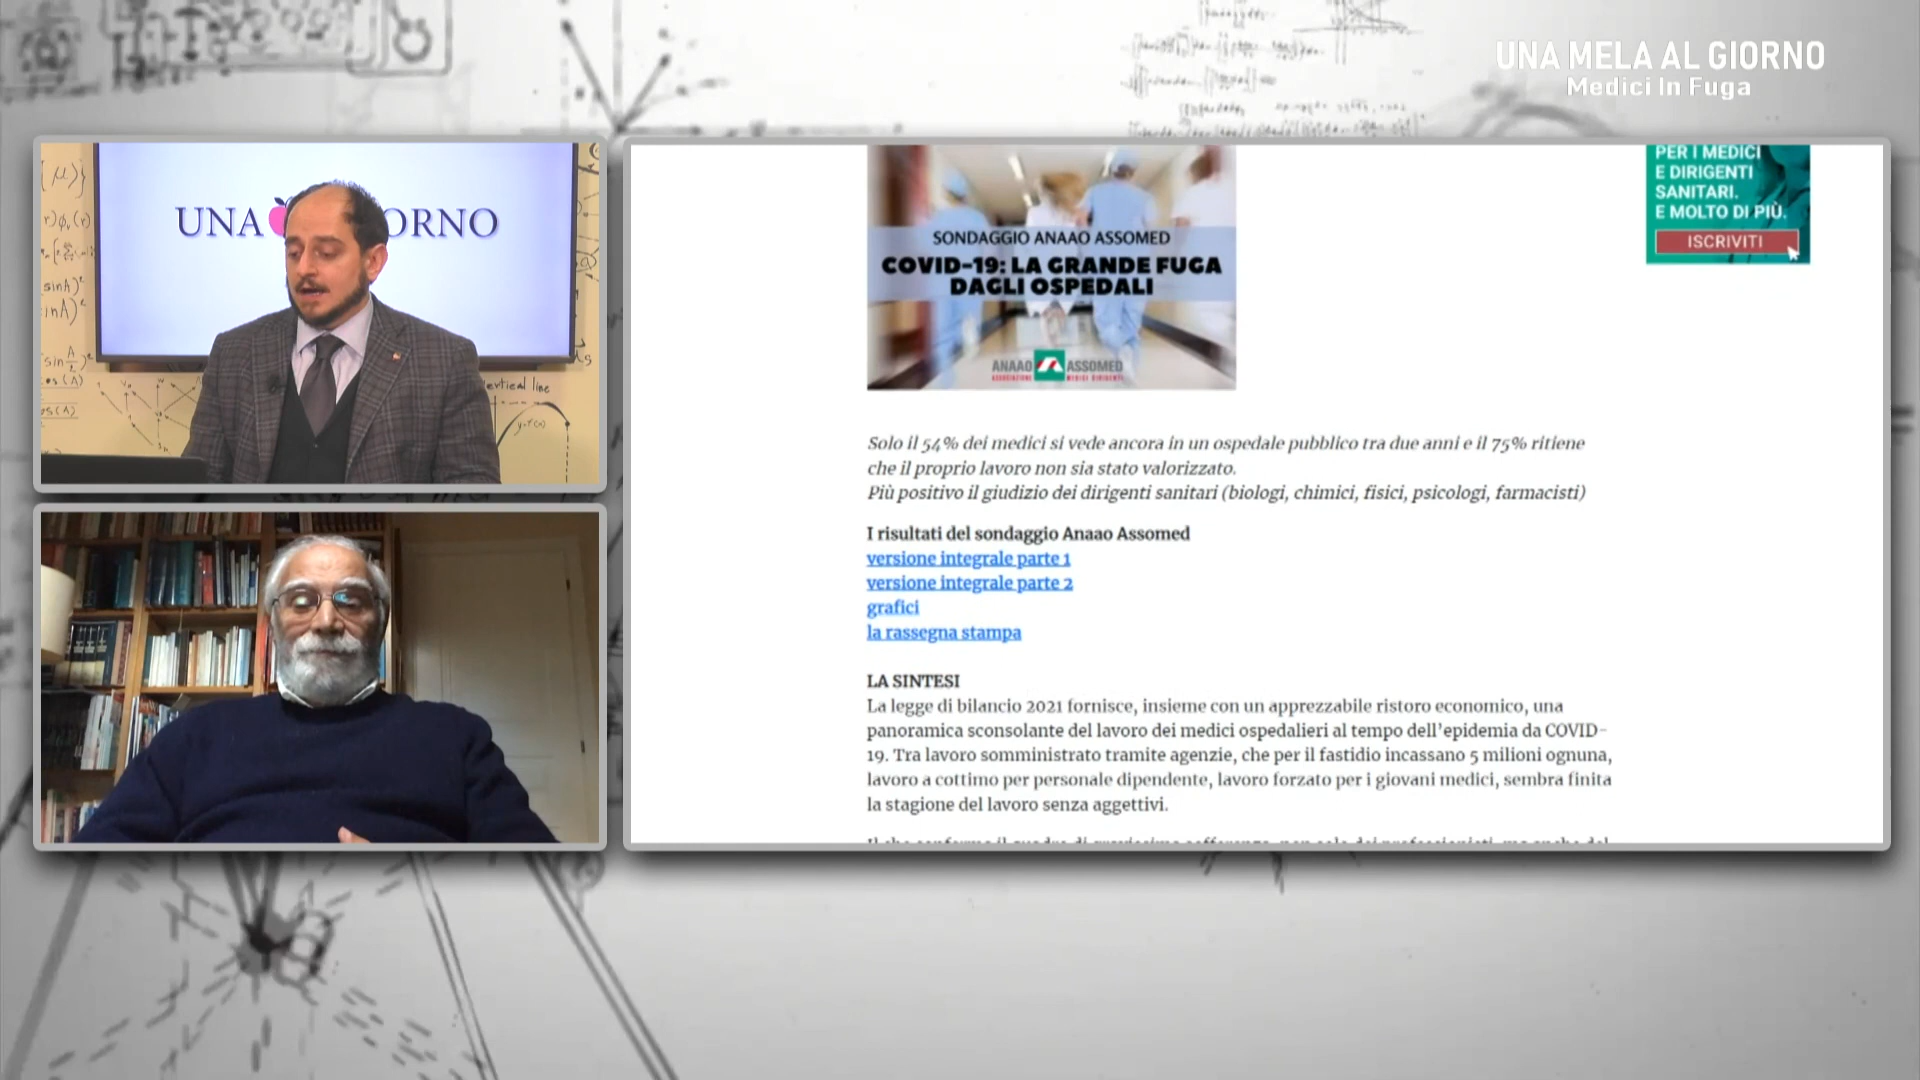 UNA MELA AL GIORNO
Medici In Fuga
UNA
ORNO
vertical line
PER I MEDICI
E DIRIGENTI
SANITARI.
E MOLTO DI PIÙ.
ISCRIVITI
SONDAGGIO ANAAO ASSOMED
COVID-19: LA GRANDE FUGA
DAGLI OSPEDALI
ANAAO ASSOMED
ASSOCIAZIONE MEDICI DIRIGENTI
Solo il 54% dei medici si vede ancora in un ospedale pubblico tra due anni e il 75% ritiene
che il proprio lavoro non sia stato valorizzato.
Più positivo il giudizio dei dirigenti sanitari (biologi, chimici, fisici, psicologi, farmacisti)
I risultati del sondaggio Anaao Assomed
versione integrale parte 1
versione integrale parte 2
grafici
la rassegna stampa
LA SINTESI
La legge di bilancio 2021 fornisce, insieme con un apprezzabile ristoro economico, una
panoramica sconsolante del lavoro dei medici ospedalieri al tempo dell'epidemia da COVID-
19. Tra lavoro somministrato tramite agenzie, che per il fastidio incassano 5 milioni ognuna,
lavoro a cottimo per personale dipendente, lavoro forzato per i giovani medici, sembra finita
la stagione del lavoro senza aggettivi.